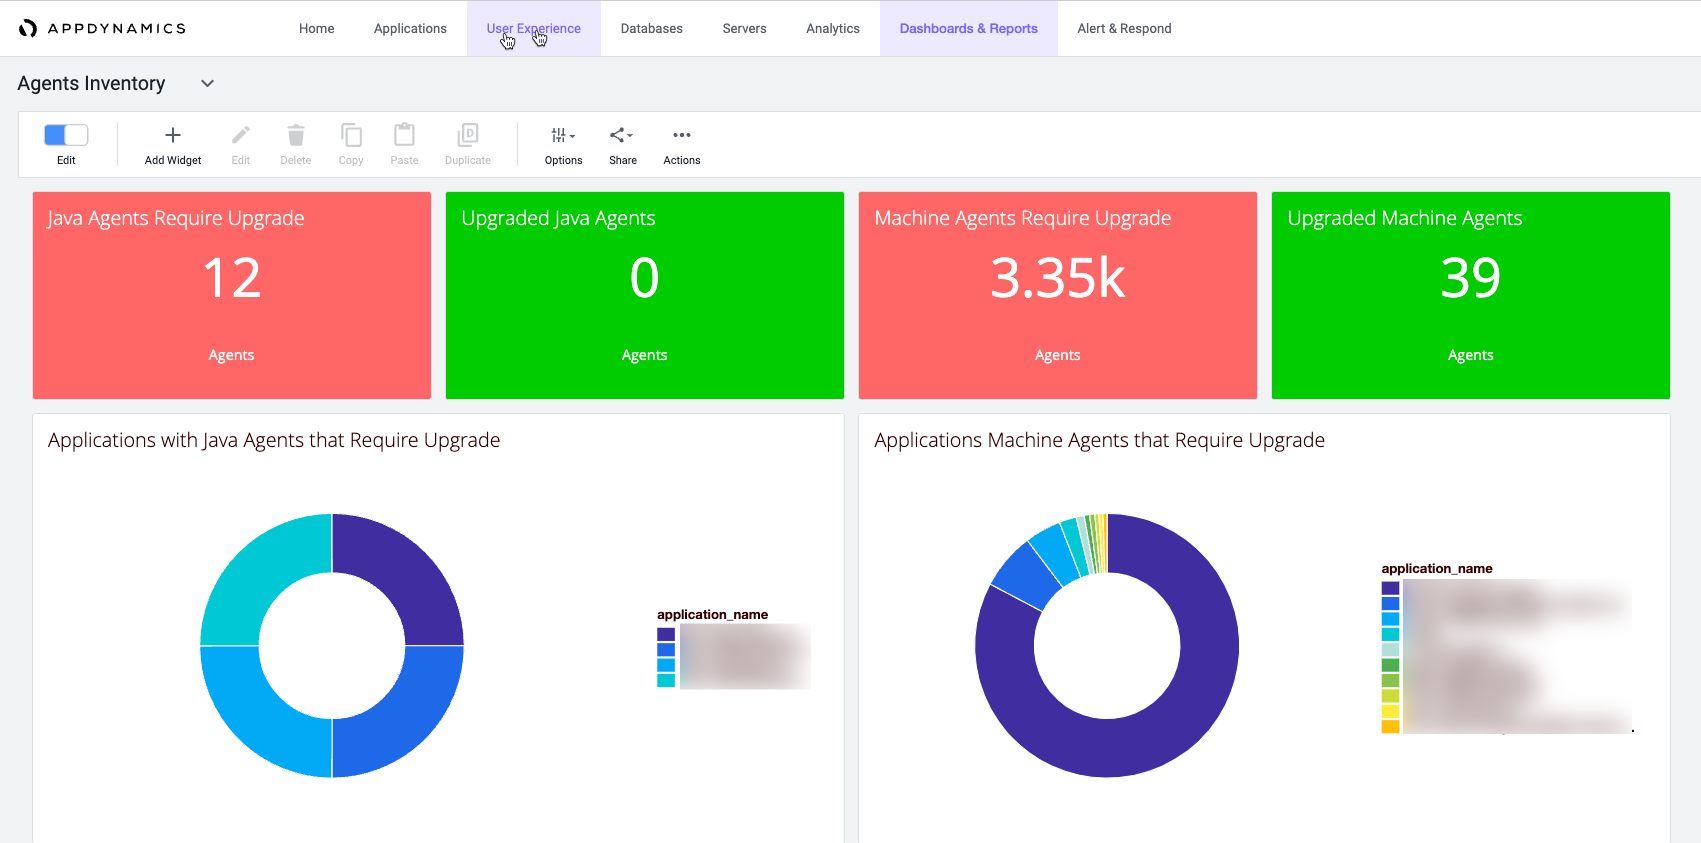 APPDYNAMICS
Home
Applications
User Experience
Databases
Servers
Analytics
Dashboards & Reports
Alert & Respond
Agents Inventory
Edit
Add Widget
Edit
Delete
Copy
Paste
Duplicate
Options
Share
Actions
Java Agents Require Upgrade
12
Agents
Upgraded Java Agents
0
Agents
Machine Agents Require Upgrade
3.35k
Agents
Upgraded Machine Agents
39
Agents
Applications with Java Agents that Require Upgrade
application_name
Applications Machine Agents that Require Upgrade
application_name